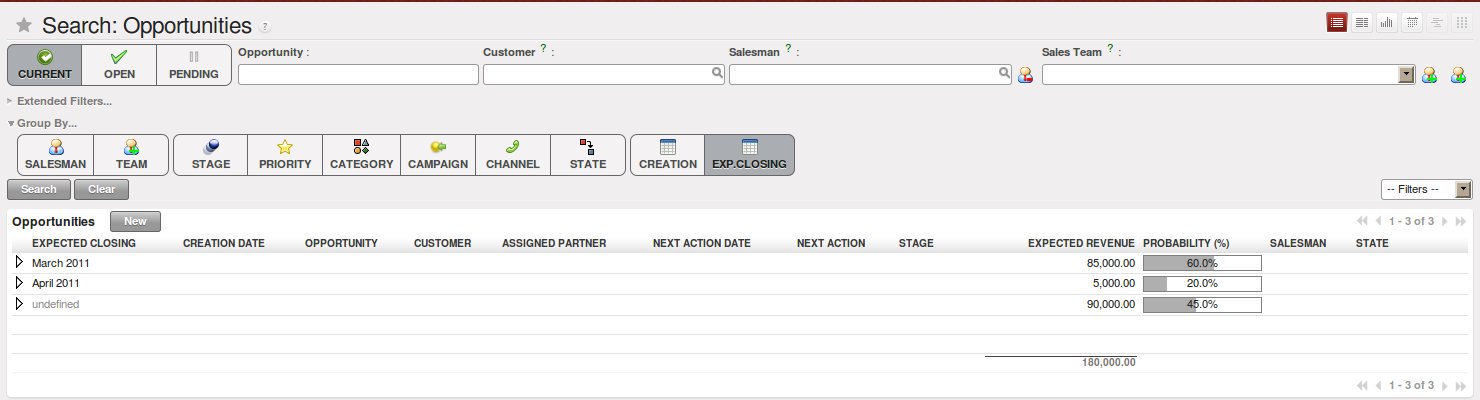 Search: Opportunities ?
CURRENT OPEN PENDING
Opportunity : Customer ? : Salesman ? : Sales Team ? :
Extended Filters...
Group By...
SALESMAN TEAM STAGE PRIORITY CATEGORY CAMPAIGN CHANNEL STATE CREATION EXP.CLOSING
Search Clear -- Filters --
Opportunities New 1 - 3 of 3
EXPECTED CLOSING CREATION DATE OPPORTUNITY CUSTOMER ASSIGNED PARTNER NEXT ACTION DATE NEXT ACTION STAGE EXPECTED REVENUE PROBABILITY (%) SALESMAN STATE
March 2011 85,000.00 60.0%
April 2011 5,000.00 20.0%
undefined 90,000.00 45.0%
180,000.00
1 - 3 of 3